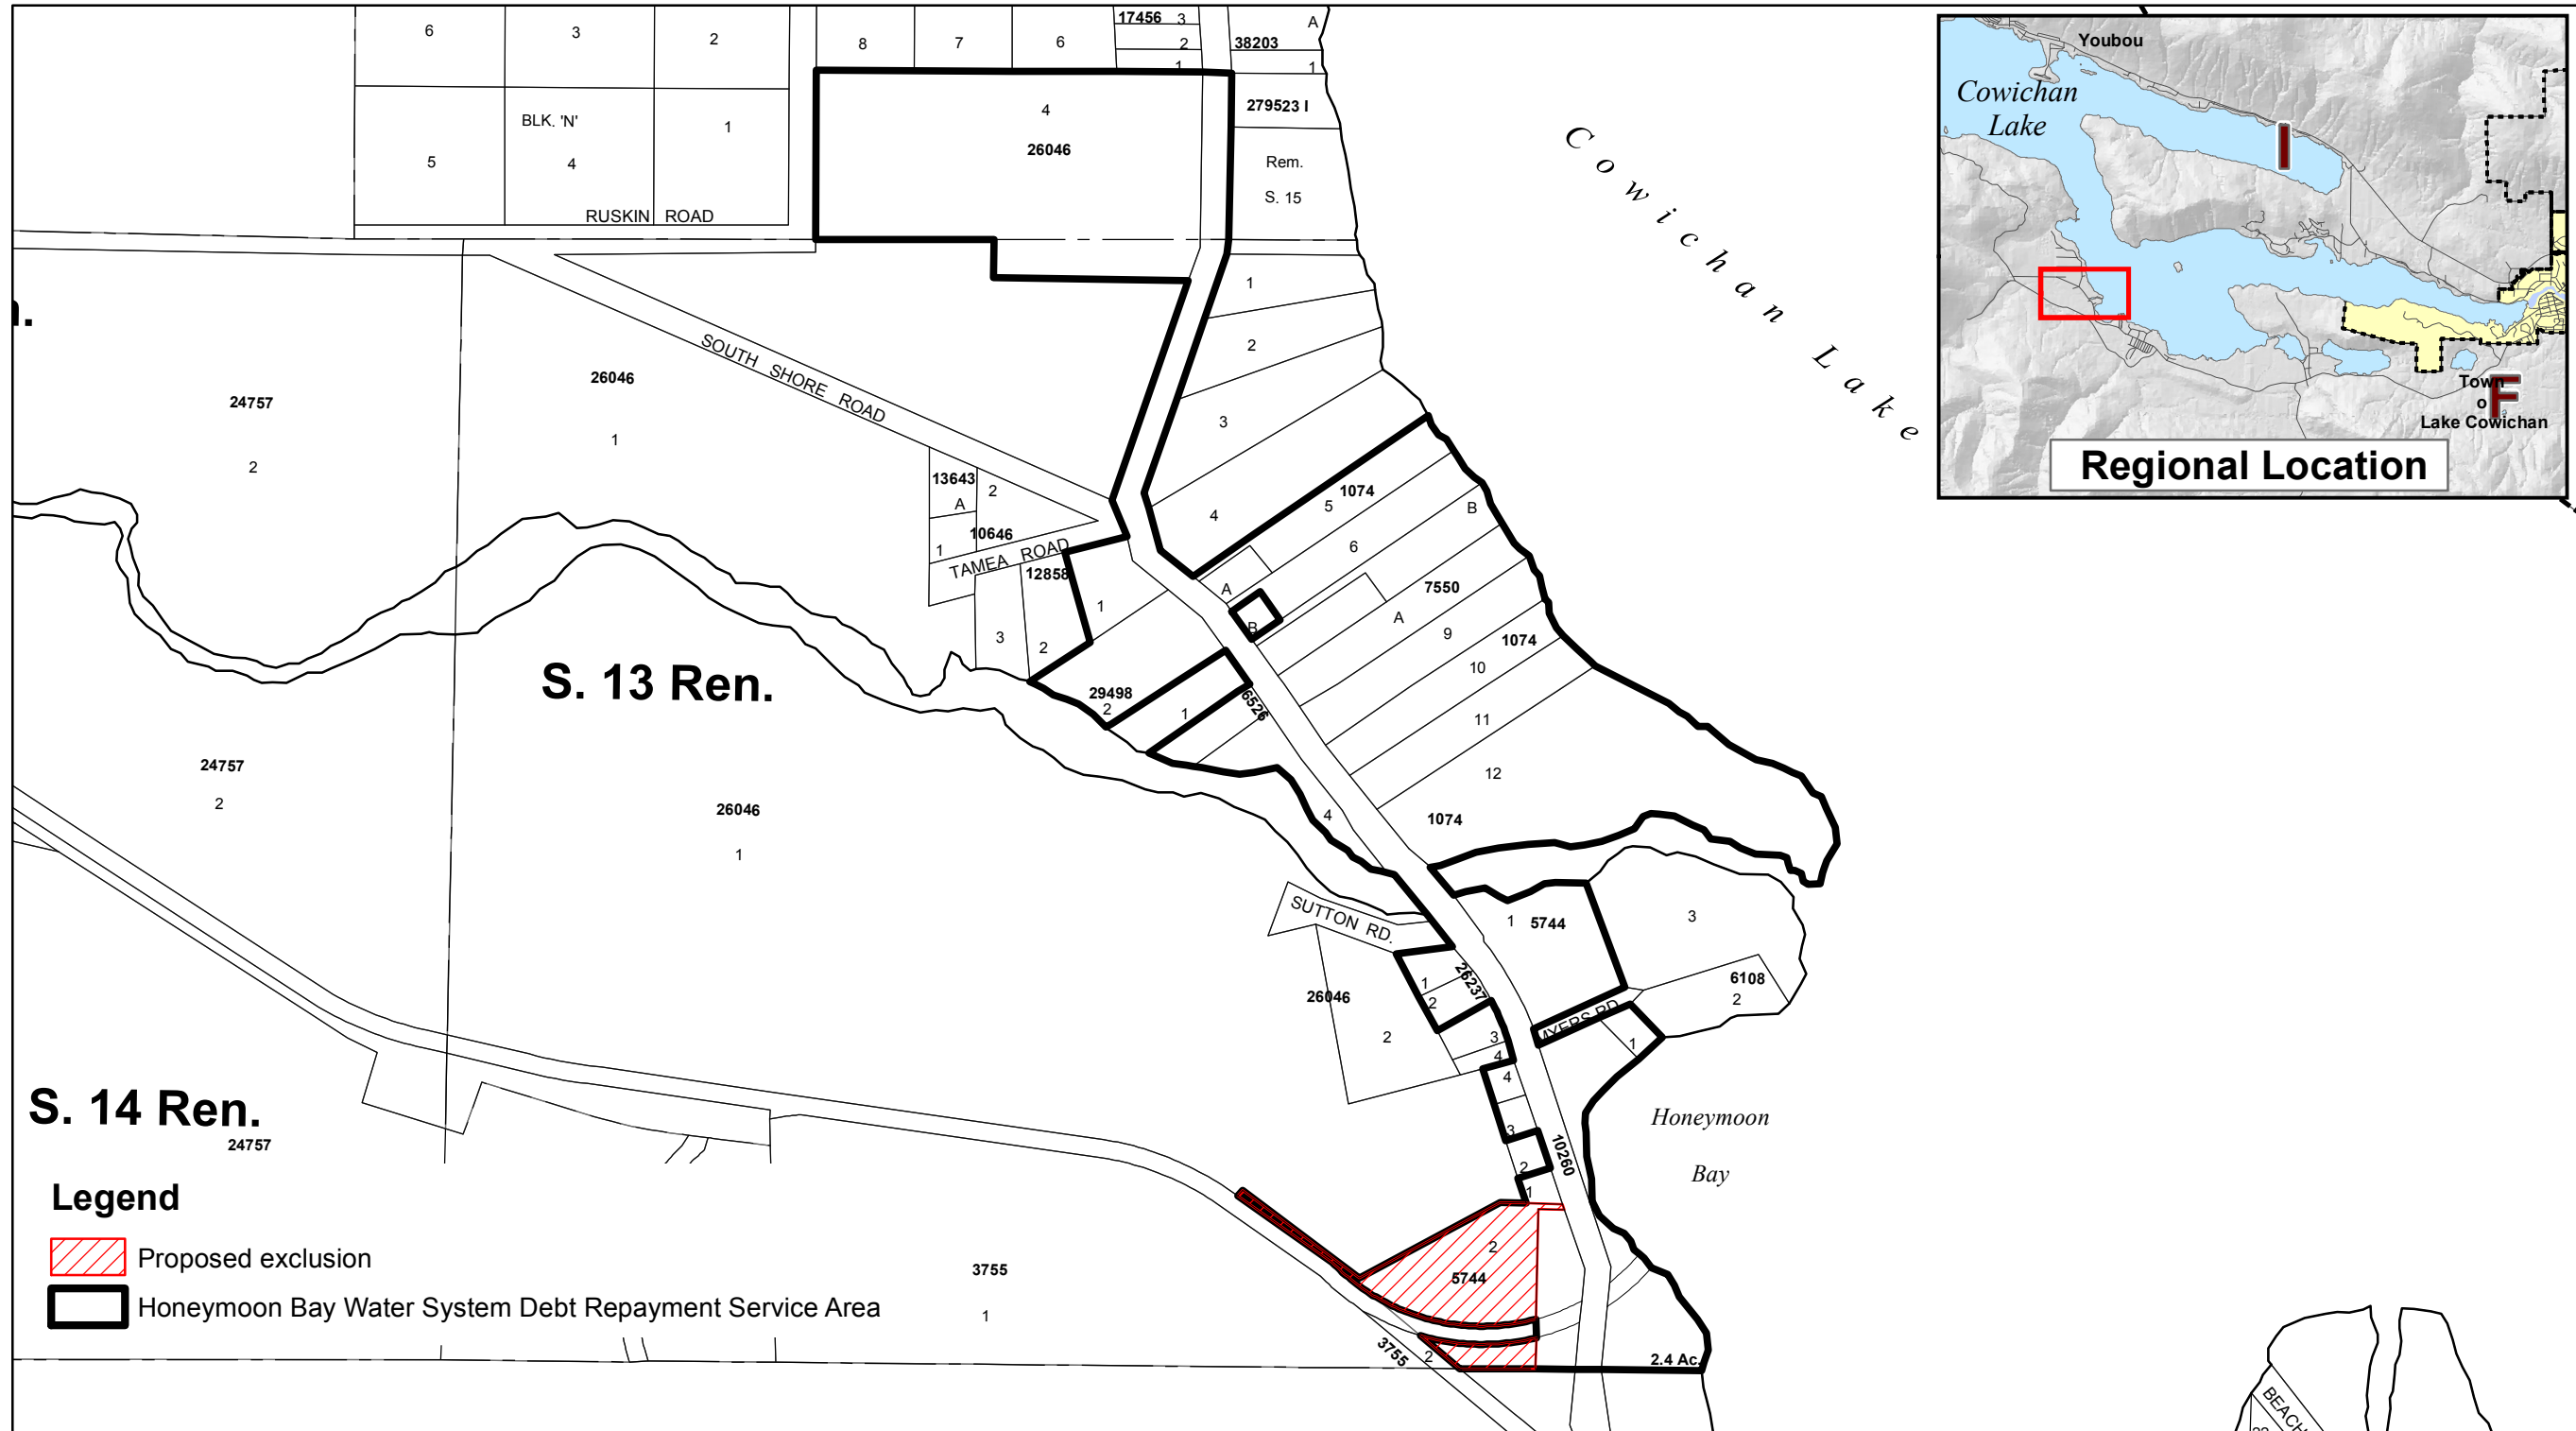 6
3
2
8
7
6
17456
3
2
1
A
38203
1
BLK. 'N'
1
5
4
RUSKIN ROAD
4
26046
279523 I
Rem.
S. 15
Cowichan Lake
Youbou
Cowichan
Lake
I
F
Town
o
Lake Cowichan
Regional Location
n.
24757
2
26046
1
SOUTH SHORE ROAD
1
2
3
4
13643
A
2
10646
1
TAMEA ROAD
12858
3
2
1
1074
5
B
6
A
B
7550
A
9
1074
10
11
12
1074
S. 13 Ren.
29498
2
1
6526
4
24757
2
26046
1
SUTTON RD.
1
5744
3
6108
2
MYERS RD
1
26237
1
2
3
4
26046
2
4
3
2
1
10260
Honeymoon
Bay
S. 14 Ren.
24757
Legend
Proposed exclusion
Honeymoon Bay Water System Debt Repayment Service Area
3755
1
2
5744
3755
2
2.4 Ac.
BEACH